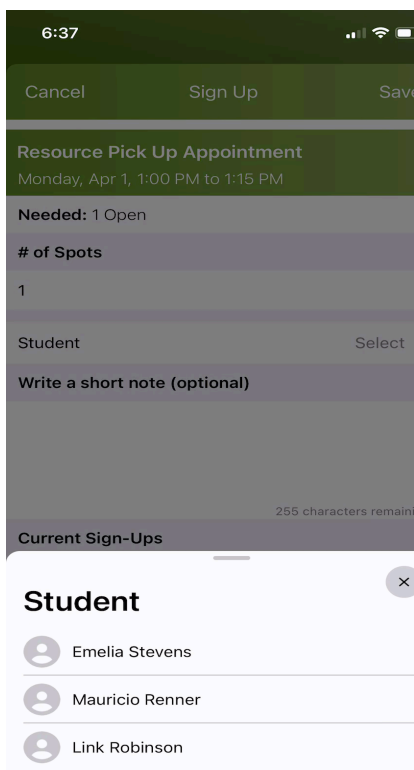 6:37
Cancel Sign Up Save
Resource Pick Up Appointment
Monday, Apr 1, 1:00 PM to 1:15 PM
Needed: 1 Open
# of Spots
1
Student Select
Write a short note (optional)
255 characters remaini
Current Sign-Ups
Student
Emelia Stevens
Mauricio Renner
Link Robinson